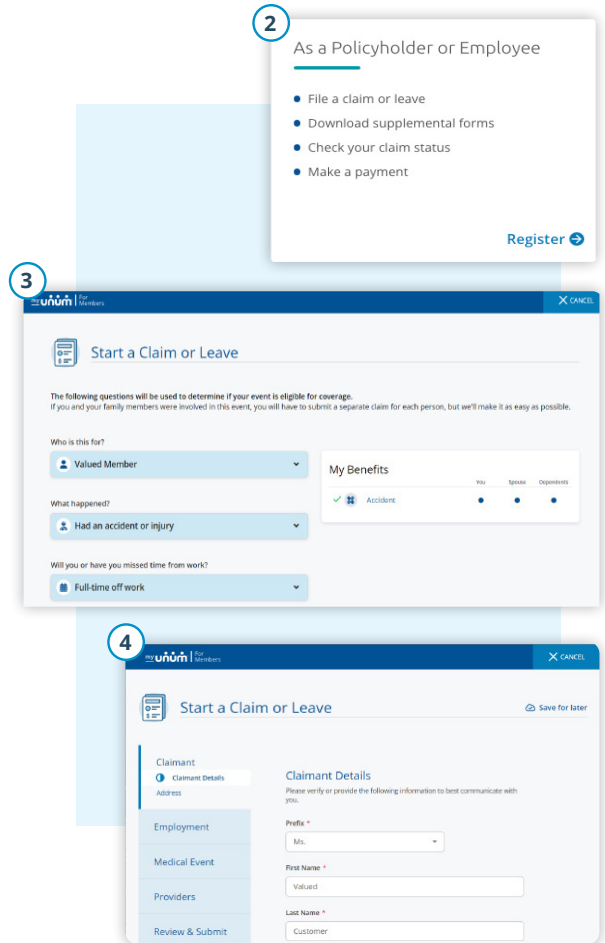 2
As a Policyholder or Employee
File a claim or leave
Download supplemental forms
Check your claim status
Make a payment
Register
3
my unum | For Members
CANCEL
Start a Claim or Leave
The following questions will be used to determine if your event is eligible for coverage.
If you and your family members were involved in this event, you will have to submit a separate claim for each person, but we'll make it as easy as possible.
Who is this for?
Valued Member
My Benefits
You Spouse Dependents
Accident
What happened?
Had an accident or injury
Will you or have you missed time from work?
Full-time off work
4
my unum | For Members
CANCEL
Start a Claim or Leave
Save for later
Claimant
Claimant Details
Address
Employment
Medical Event
Providers
Review & Submit
Claimant Details
Please verify or provide the following information to best communicate with
you.
Prefix *
Ms.
First Name *
Valued
Last Name *
Customer